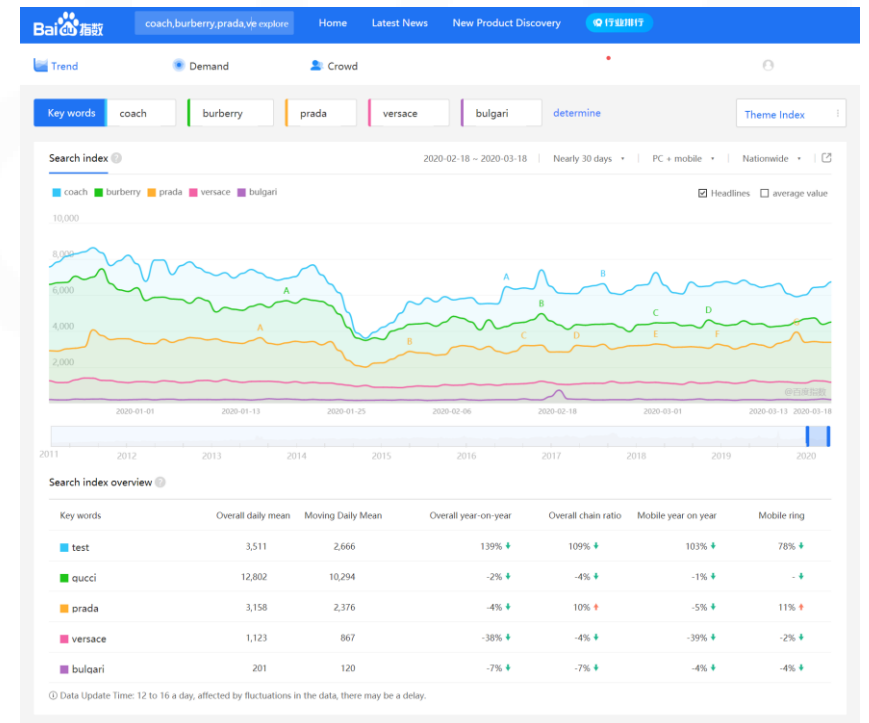 Bai du 指数 coach,burberry,prada,v explore Home Latest News New Product Discovery 行业排行
Trend Demand Crowd
Key words coach burberry prada versace bulgari determine Theme Index
Search index ? 2020-02-18 ~ 2020-03-18 Nearly 30 days PC + mobile Nationwide
coach burberry prada versace bulgari Headlines average value
10,000
8,000
A B
6,000
A
B
C D
4,000
A
B C D E F G
2,000
@百度指数
2020-01-01 2020-01-13 2020-01-25 2020-02-06 2020-02-18 2020-03-01 2020-03-13 2020-03-18
2011 2012 2013 2014 2015 2016 2017 2018 2019 2020
Search index overview ?
Key words Overall daily mean Moving Daily Mean Overall year-on-year Overall chain ratio Mobile year on year Mobile ring
test 3,511 2,666 139% 109% 103% 78%
qucci 12,802 10,294 -2% -4% -1% -
prada 3,158 2,376 -4% 10% -5% 11%
versace 1,123 867 -38% -4% -39% -2%
bulgari 201 120 -7% -7% -4% -4%
Data Update Time: 12 to 16 a day, affected by fluctuations in the data, there may be a delay.